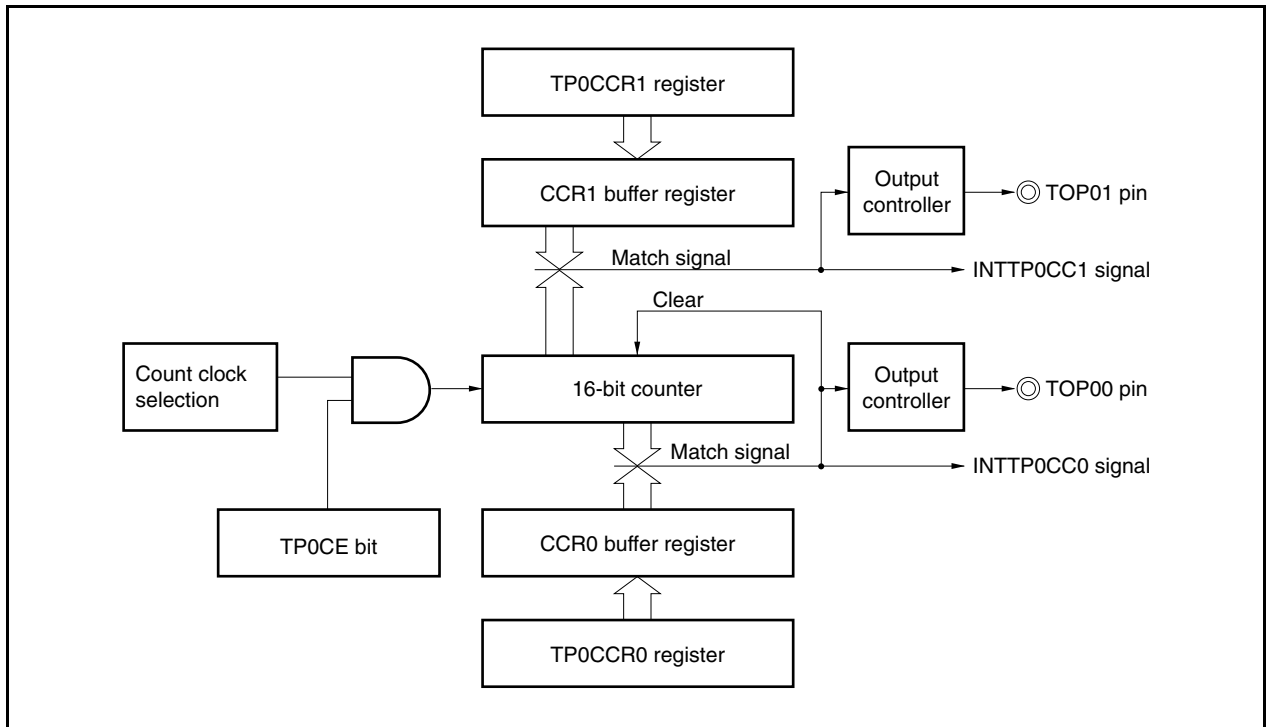 TP0CCR1 register
CCR1 buffer register
Output
controller
TOP01 pin
Match signal
INTTP0CC1 signal
Clear
Count clock
selection
16-bit counter
Output
controller
TOP00 pin
Match signal
INTTP0CC0 signal
TP0CE bit
CCR0 buffer register
TP0CCR0 register